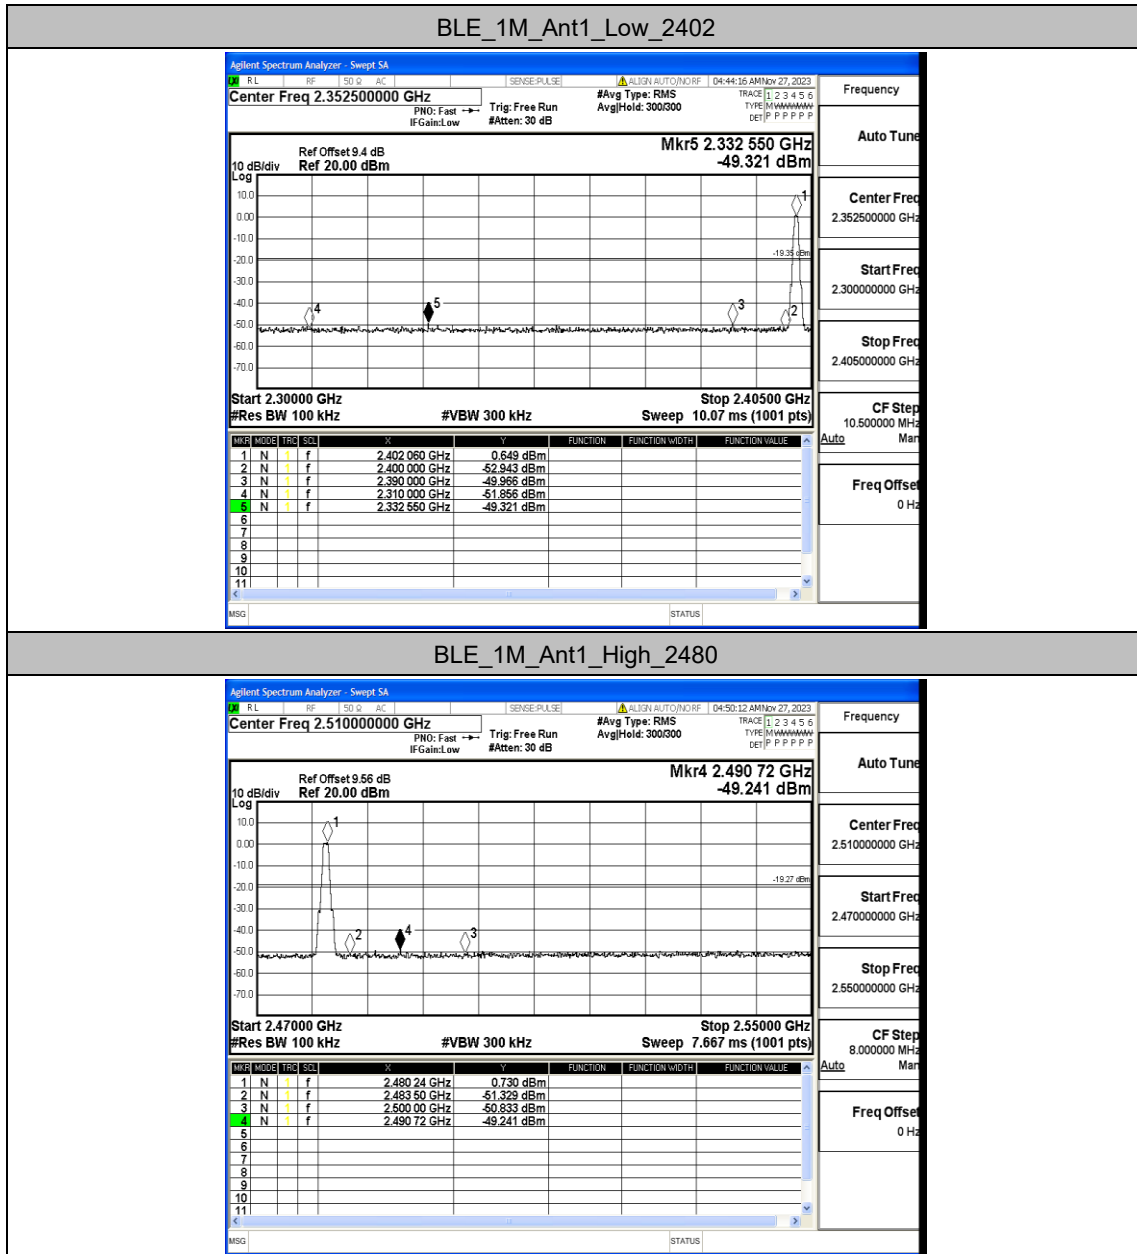 BLE_1M_Ant1_Low_2402
Agilent Spectrum Analyzer - Swept SA
LXI RL RF 50 Ω AC SENSE:PULSE ALIGN AUTO/NO RF 04:44:16 AM Nov 27, 2023
Center Freq 2.352500000 GHz
PNO: Fast
IFGain:Low
Trig: Free Run
#Atten: 30 dB
#Avg Type: RMS
Avg|Hold: 300/300
TRACE 1 2 3 4 5 6
TYPE M WWWWW
DET P P P P P P
Mkr5 2.332 550 GHz
-49.321 dBm
Ref Offset 9.4 dB
10 dB/div Ref 20.00 dBm
Log
10.0
0.00
-10.0
-20.0
-30.0
-40.0
-50.0
-60.0
-70.0
1
-19.35 dBm
4
5
3
2
Start 2.30000 GHz Stop 2.40500 GHz
#Res BW 100 kHz #VBW 300 kHz Sweep 10.07 ms (1001 pts)
MKR MODE TRC SCL X Y FUNCTION FUNCTION WIDTH FUNCTION VALUE
1 N 1 f 2.402 060 GHz 0.649 dBm
2 N 1 f 2.400 000 GHz -52.943 dBm
3 N 1 f 2.390 000 GHz -49.966 dBm
4 N 1 f 2.310 000 GHz -51.856 dBm
5 N 1 f 2.332 550 GHz -49.321 dBm
6
7
8
9
10
11
MSG STATUS
Frequency
Auto Tune
Center Freq
2.352500000 GHz
Start Freq
2.300000000 GHz
Stop Freq
2.405000000 GHz
CF Step
10.500000 MHz
Auto Man
Freq Offset
0 Hz
BLE_1M_Ant1_High_2480
Agilent Spectrum Analyzer - Swept SA
LXI RL RF 50 Ω AC SENSE:PULSE ALIGN AUTO/NO RF 04:50:12 AM Nov 27, 2023
Center Freq 2.510000000 GHz
PNO: Fast
IFGain:Low
Trig: Free Run
#Atten: 30 dB
#Avg Type: RMS
Avg|Hold: 300/300
TRACE 1 2 3 4 5 6
TYPE M WWWWW
DET P P P P P P
Mkr4 2.490 72 GHz
-49.241 dBm
Ref Offset 9.56 dB
10 dB/div Ref 20.00 dBm
Log
10.0
0.00
-10.0
-20.0
-30.0
-40.0
-50.0
-60.0
-70.0
1
-19.27 dBm
2
4
3
Start 2.47000 GHz Stop 2.55000 GHz
#Res BW 100 kHz #VBW 300 kHz Sweep 7.667 ms (1001 pts)
MKR MODE TRC SCL X Y FUNCTION FUNCTION WIDTH FUNCTION VALUE
1 N 1 f 2.480 24 GHz 0.730 dBm
2 N 1 f 2.483 50 GHz -51.329 dBm
3 N 1 f 2.500 00 GHz -50.833 dBm
4 N 1 f 2.490 72 GHz -49.241 dBm
5
6
7
8
9
10
11
MSG STATUS
Frequency
Auto Tune
Center Freq
2.510000000 GHz
Start Freq
2.470000000 GHz
Stop Freq
2.550000000 GHz
CF Step
8.000000 MHz
Auto Man
Freq Offset
0 Hz